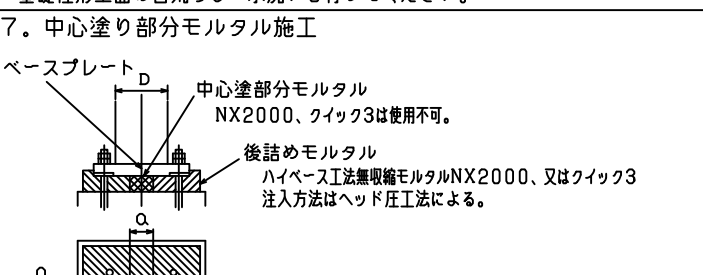 7。中心塗り部分モルタル施工
ベースプレート
D
中心塗部分モルタル
NX2000、クイック3は使用不可。
後詰めモルタル
ハイベース工法無収縮モルタルNX2000、又はクイック3
注入方法はヘッド圧工法による。
a
a